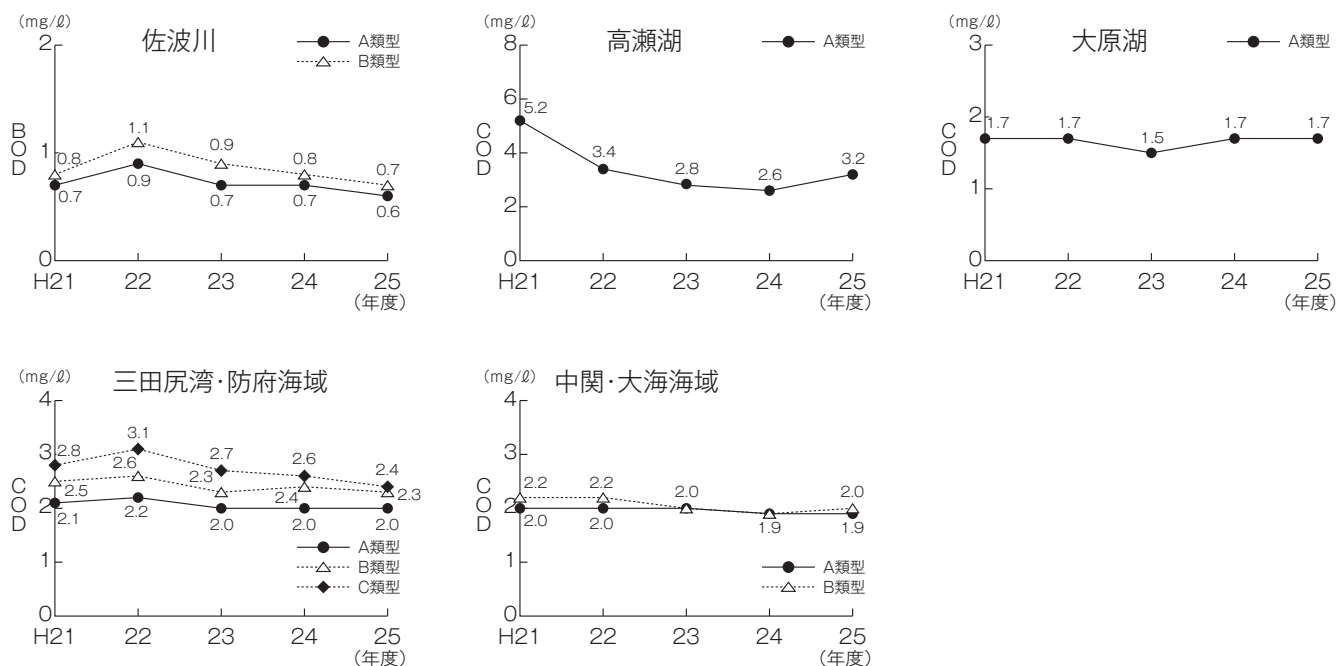 (mg/ℓ)
佐波川
A類型
B類型
2
1
0
BOD
0.8
1.1
0.9
0.8
0.7
0.7
0.9
0.7
0.7
0.6
H21
22
23
24
25
(年度)
(mg/ℓ)
高瀬湖
A類型
8
6
4
2
0
COD
5.2
3.4
2.8
2.6
3.2
H21
22
23
24
25
(年度)
(mg/ℓ)
大原湖
A類型
3
2
1
0
COD
1.7
1.7
1.5
1.7
1.7
H21
22
23
24
25
(年度)
(mg/ℓ)
三田尻湾・防府海域
4
3
2
1
0
COD
2.8
3.1
2.7
2.6
2.4
2.5
2.6
2.3
2.4
2.3
2.1
2.2
2.0
2.0
2.0
A類型
B類型
C類型
H21
22
23
24
25
(年度)
(mg/ℓ)
中関・大海海域
4
3
2
1
0
COD
2.2
2.2
2.0
2.0
2.0
2.0
1.9
1.9
A類型
B類型
H21
22
23
24
25
(年度)